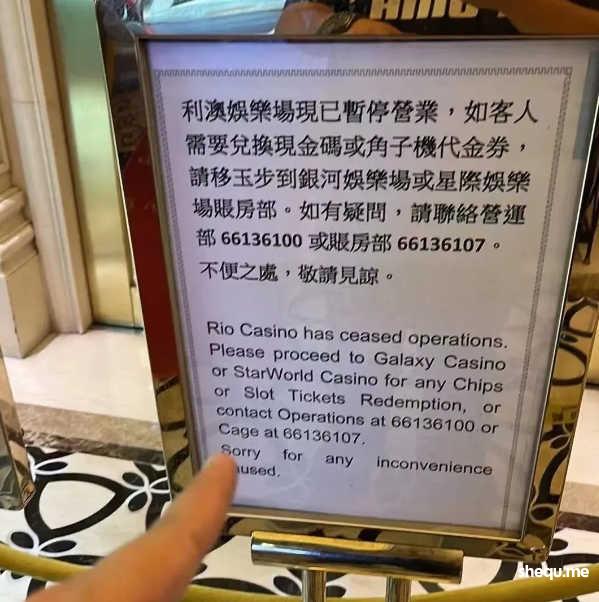 利澳娛樂場現已暫停營業，如客人
需要兌換現金碼或角子機代金券，
請移玉步到銀河娛樂場或星際娛樂
場賬房部。如有疑問，請聯絡營運
部 66136100 或賬房部 66136107。
不便之處，敬請見諒。
Rio Casino has ceased operations.
Please proceed to Galaxy Casino
or StarWorld Casino for any Chips
or Slot Tickets Redemption, or
contact Operations at 66136100 or
Cage at 66136107.
Sorry for any inconvenience
used.
shequ.me